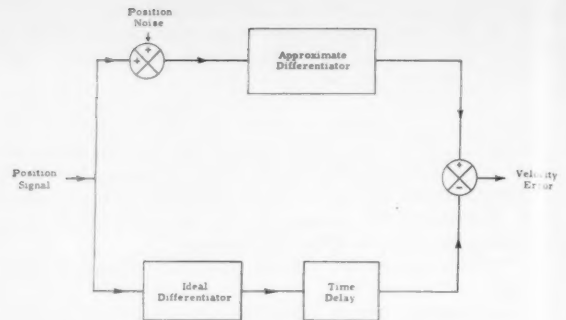 Position
Noise
+
+
Approximate
Differentiator
Position
Signal
+
−
Velocity
Error
Ideal
Differentiator
Time
Delay